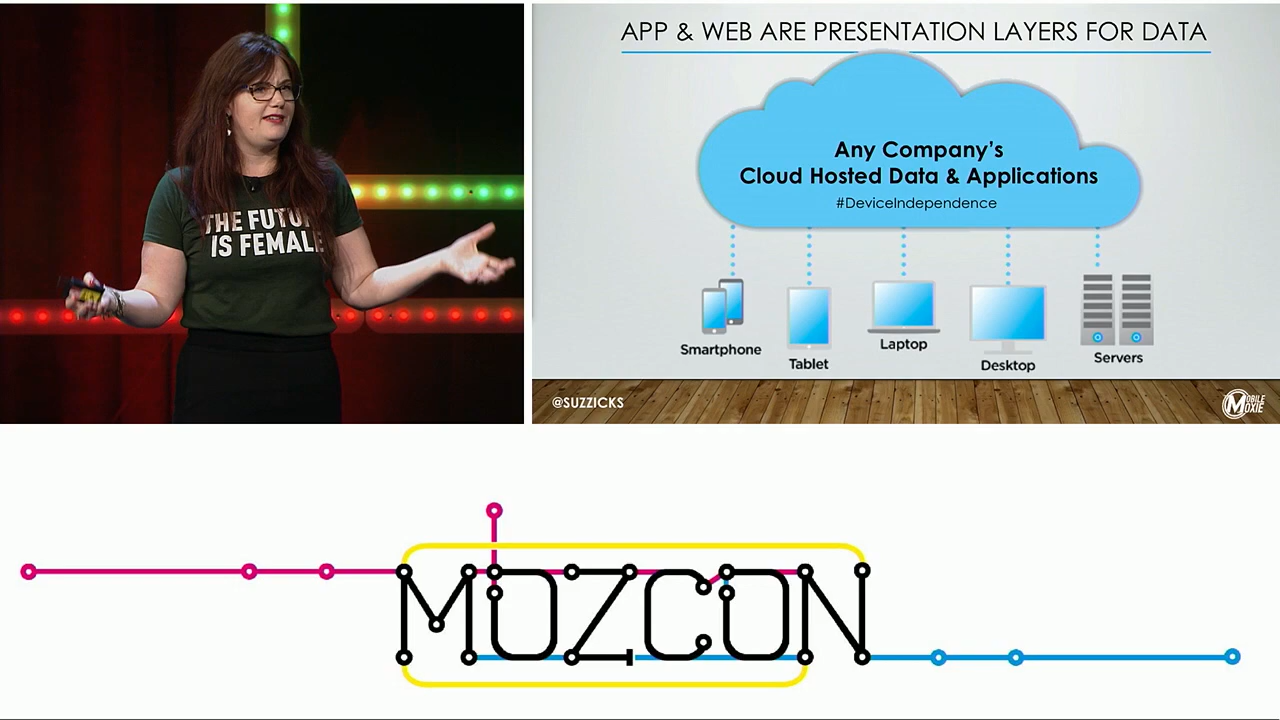 THE FUTU
IS FEMALE
APP & WEB ARE PRESENTATION LAYERS FOR DATA
Any Company's
Cloud Hosted Data & Applications
#DeviceIndependence
Smartphone
Tablet
Laptop
Desktop
Servers
@SUZZICKS
MOBILE
MOXIE
MOZCON